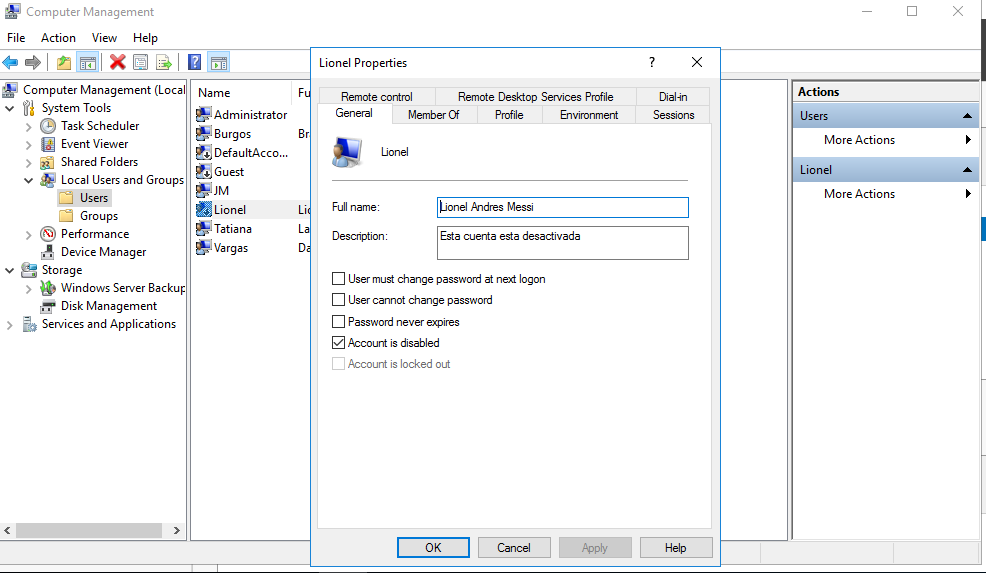 Computer Management
File Action View Help
Computer Management (Local
System Tools
Task Scheduler
Event Viewer
Shared Folders
Local Users and Groups
Users
Groups
Performance
Device Manager
Storage
Windows Server Backup
Disk Management
Services and Applications
Name Fu
Administrator
Burgos Br
DefaultAcco...
Guest
JM
Lionel Lio
Tatiana La
Vargas Da
Lionel Properties ?
Remote control Remote Desktop Services Profile Dial-in
General Member Of Profile Environment Sessions
Lionel
Full name: Lionel Andres Messi
Description: Esta cuenta esta desactivada
User must change password at next logon
User cannot change password
Password never expires
Account is disabled
Account is locked out
OK Cancel Apply Help
Actions
Users
More Actions
Lionel
More Actions